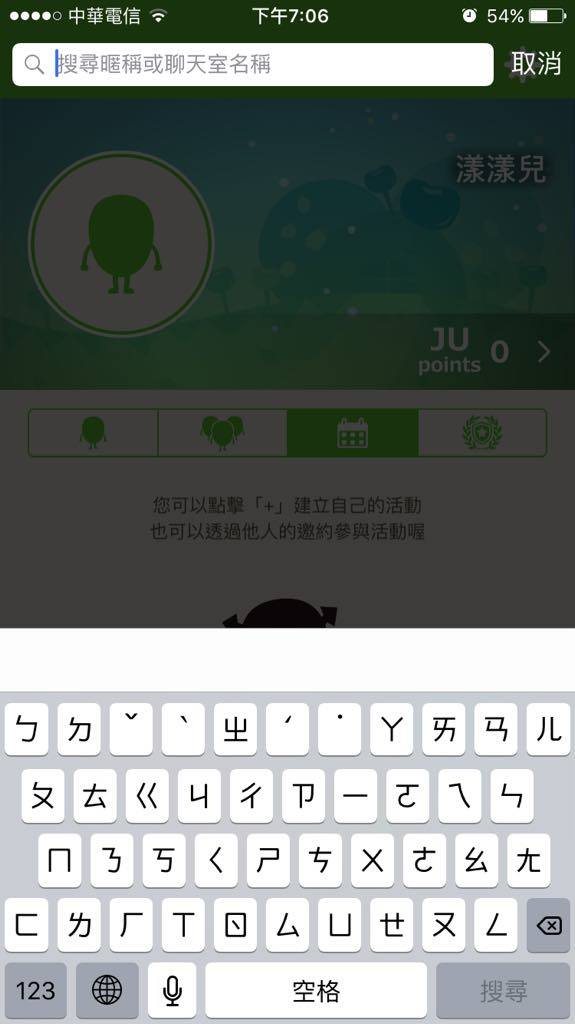 中華電信 下午7:06 54%
搜尋暱稱或聊天室名稱 取消
漾漾兒
JU points 0
您可以點擊「+」建立自己的活動
也可以透過他人的邀約參與活動喔
ㄅ ㄉ ˇ ˋ ㄓ ˊ ˙ ㄚ ㄞ ㄢ ㄦ
ㄆ ㄊ ㄍ ㄐ ㄔ ㄗ ㄧ ㄛ ㄟ ㄣ
ㄇ ㄋ ㄎ ㄑ ㄕ ㄘ ㄨ ㄜ ㄠ ㄤ
ㄈ ㄌ ㄏ ㄒ ㄖ ㄙ ㄩ ㄝ ㄡ ㄥ
123 空格 搜尋